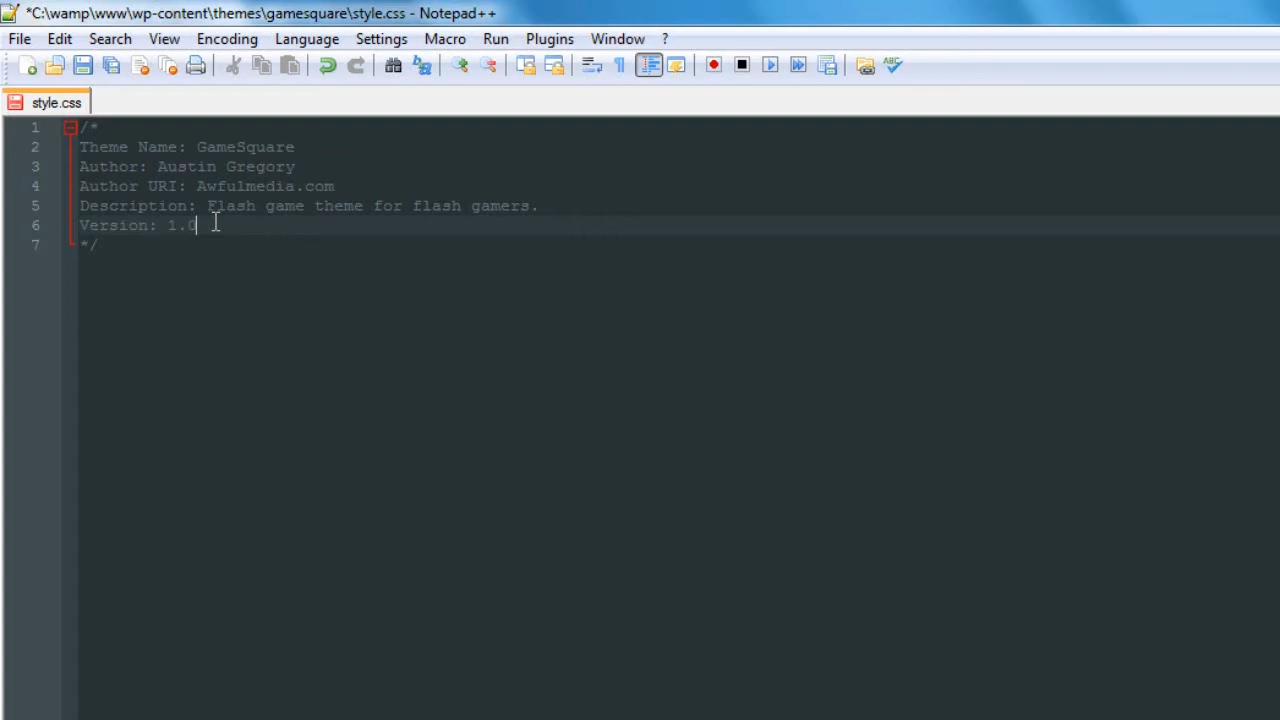 *C:\wamp\www\wp-content\themes\gamesquare\style.css - Notepad++
File Edit Search View Encoding Language Settings Macro Run Plugins Window ?
style.css
1 /*
2 Theme Name: GameSquare
3 Author: Austin Gregory
4 Author URI: Awfulmedia.com
5 Description: Flash game theme for flash gamers.
6 Version: 1.0
7 */